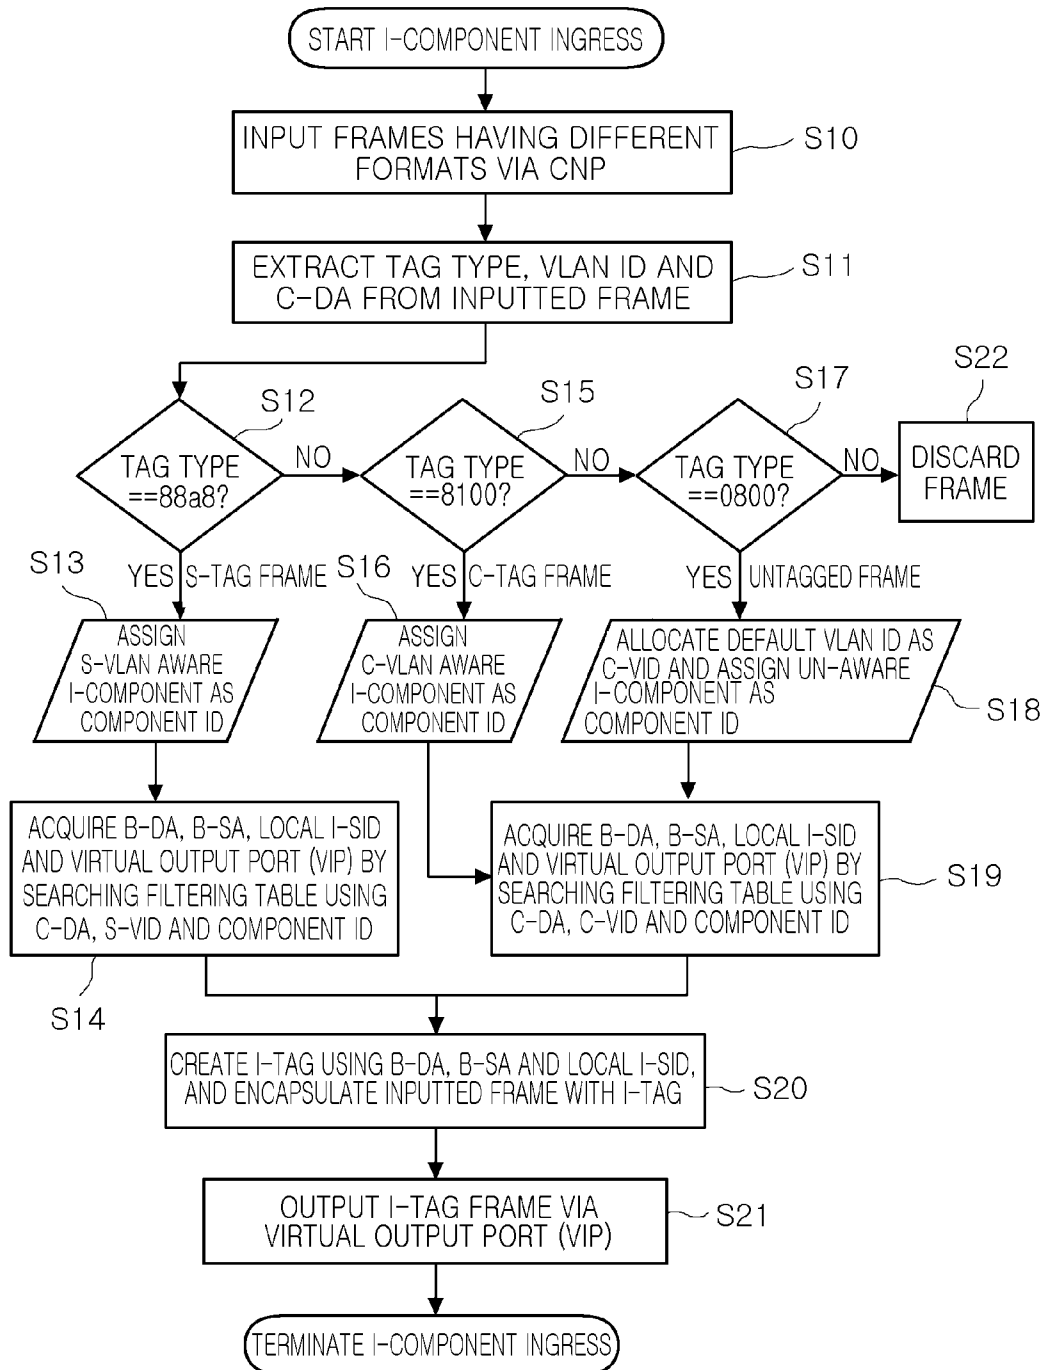 START I-COMPONENT INGRESS
INPUT FRAMES HAVING DIFFERENT
FORMATS VIA CNP
S10
EXTRACT TAG TYPE, VLAN ID AND
C-DA FROM INPUTTED FRAME
S11
S12
TAG TYPE
==88a8?
NO
S15
TAG TYPE
==8100?
NO
S17
TAG TYPE
==0800?
NO
S22
DISCARD
FRAME
S13
YES
S-TAG FRAME
S16
YES
C-TAG FRAME
YES
UNTAGGED FRAME
ASSIGN
S-VLAN AWARE
I-COMPONENT AS
COMPONENT ID
ASSIGN
C-VLAN AWARE
I-COMPONENT AS
COMPONENT ID
ALLOCATE DEFAULT VLAN ID AS
C-VID AND ASSIGN UN-AWARE
I-COMPONENT AS
COMPONENT ID
S18
ACQUIRE B-DA, B-SA, LOCAL I-SID
AND VIRTUAL OUTPUT PORT (VIP) BY
SEARCHING FILTERING TABLE USING
C-DA, S-VID AND COMPONENT ID
S14
ACQUIRE B-DA, B-SA, LOCAL I-SID
AND VIRTUAL OUTPUT PORT (VIP) BY
SEARCHING FILTERING TABLE USING
C-DA, C-VID AND COMPONENT ID
S19
CREATE I-TAG USING B-DA, B-SA AND LOCAL I-SID,
AND ENCAPSULATE INPUTTED FRAME WITH I-TAG
S20
OUTPUT I-TAG FRAME VIA
VIRTUAL OUTPUT PORT (VIP)
S21
TERMINATE I-COMPONENT INGRESS